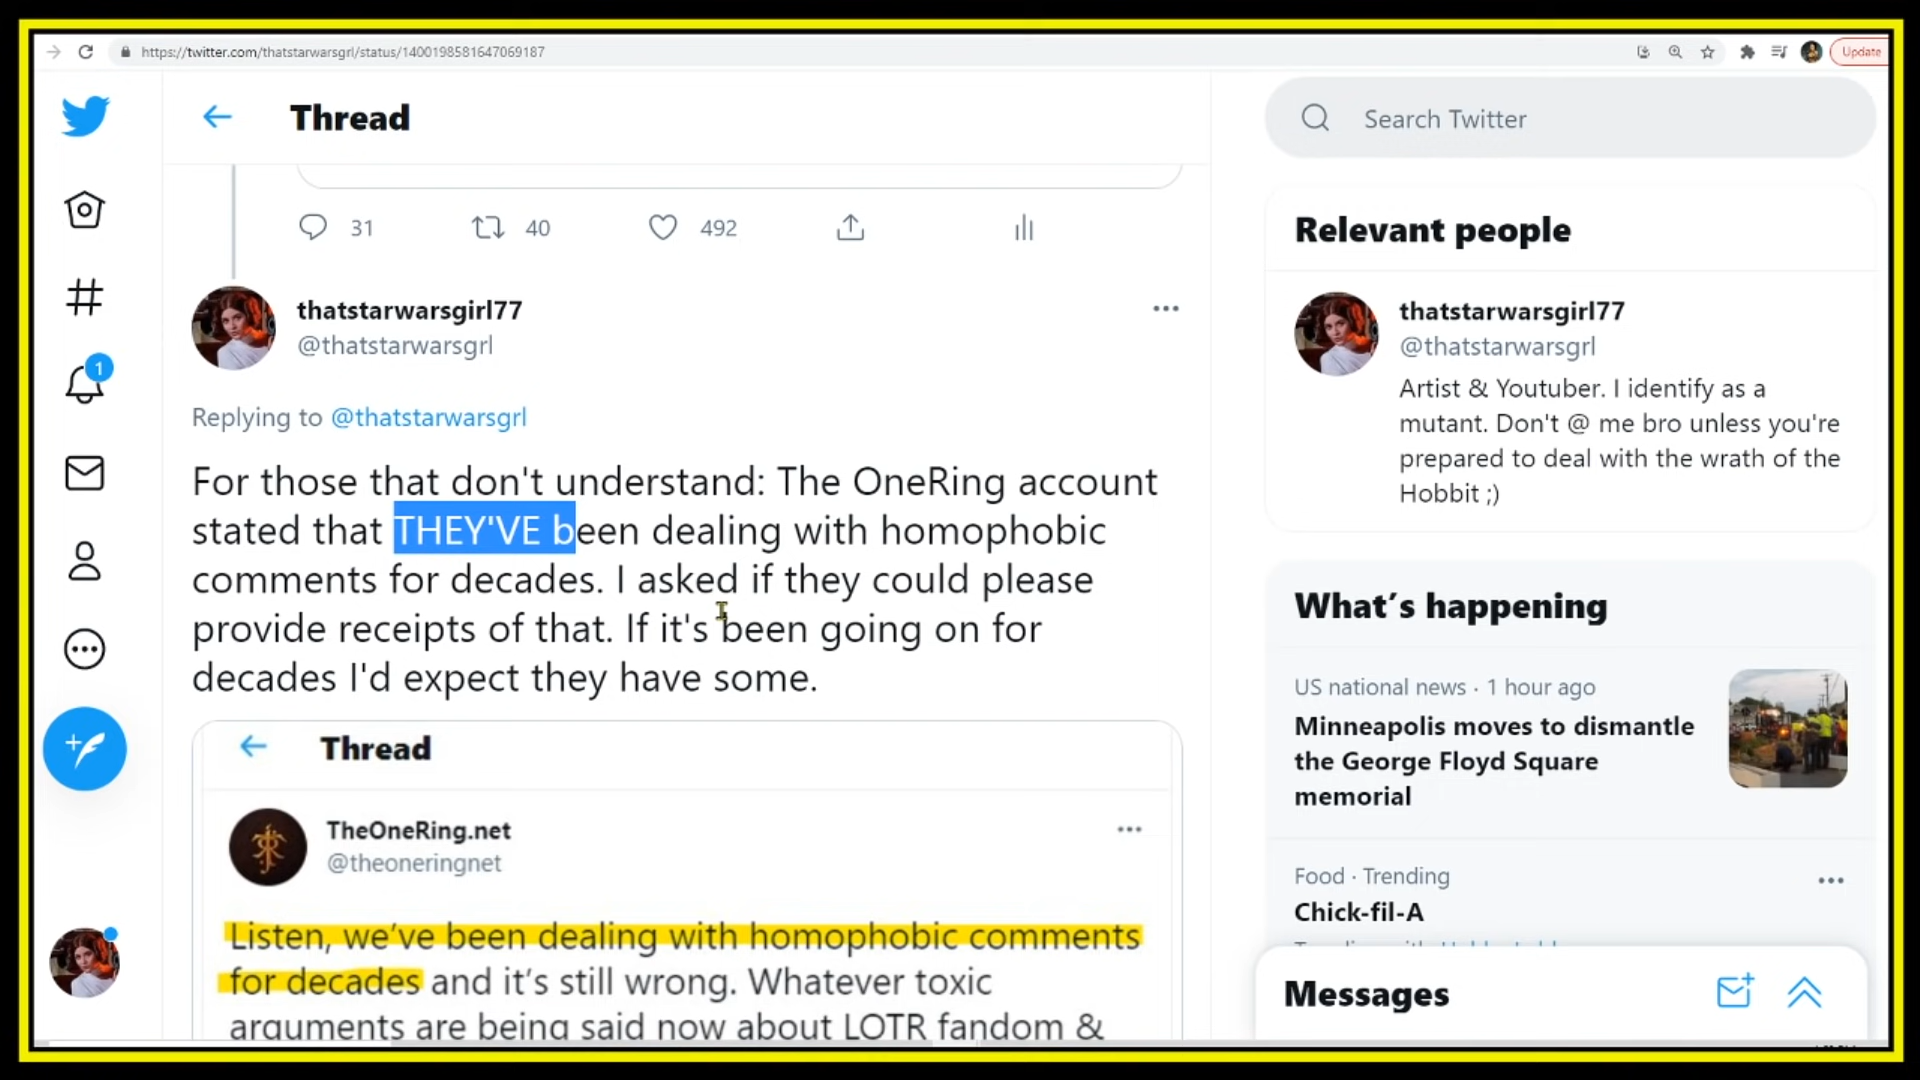 https://twitter.com/thatstarwarsgrl/status/1400198581647069187
Update
Thread
Search Twitter
31 40 492
Relevant people
thatstarwarsgirl77
@thatstarwarsgrl
Replying to @thatstarwarsgrl
For those that don't understand: The OneRing account
stated that THEY'VE been dealing with homophobic
comments for decades. I asked if they could please
provide receipts of that. If it's been going on for
decades I'd expect they have some.
Thread
TheOneRing.net
@theoneringnet
Listen, we've been dealing with homophobic comments
for decades and it's still wrong. Whatever toxic
arguments are being said now about LOTR fandom &
thatstarwarsgirl77
@thatstarwarsgrl
Artist & Youtuber. I identify as a
mutant. Don't @ me bro unless you're
prepared to deal with the wrath of the
Hobbit ;)
What's happening
US national news · 1 hour ago
Minneapolis moves to dismantle
the George Floyd Square
memorial
Food · Trending
Chick-fil-A
Messages
1